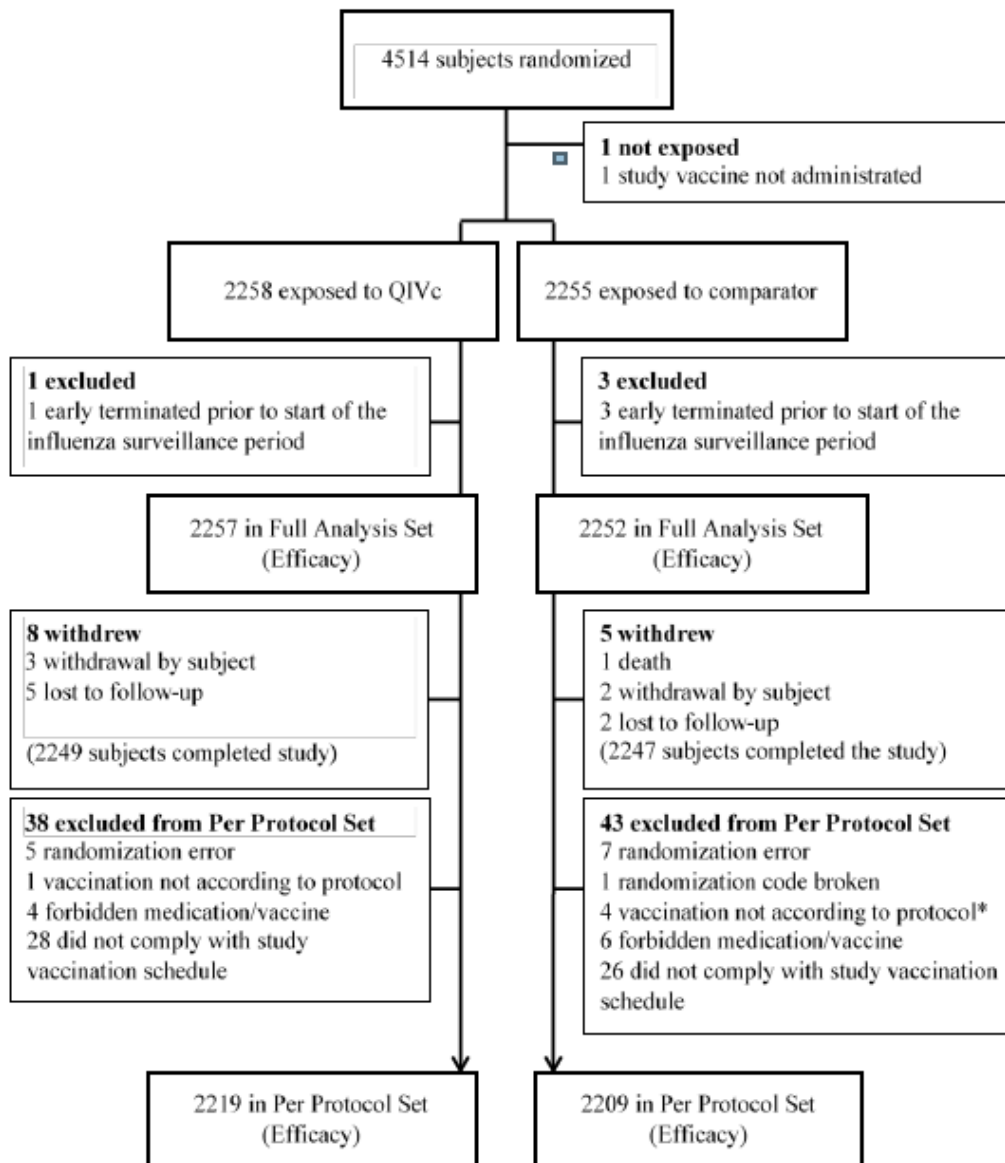 4514 subjects randomized
1 not exposed
1 study vaccine not administrated
2258 exposed to QIVc
2255 exposed to comparator
1 excluded
1 early terminated prior to start of the
influenza surveillance period
3 excluded
3 early terminated prior to start of the
influenza surveillance period
2257 in Full Analysis Set
(Efficacy)
2252 in Full Analysis Set
(Efficacy)
8 withdrew
3 withdrawal by subject
5 lost to follow-up
(2249 subjects completed study)
5 withdrew
1 death
2 withdrawal by subject
2 lost to follow-up
(2247 subjects completed the study)
38 excluded from Per Protocol Set
5 randomization error
1 vaccination not according to protocol
4 forbidden medication/vaccine
28 did not comply with study
vaccination schedule
43 excluded from Per Protocol Set
7 randomization error
1 randomization code broken
4 vaccination not according to protocol*
6 forbidden medication/vaccine
26 did not comply with study vaccination
schedule
2219 in Per Protocol Set
(Efficacy)
2209 in Per Protocol Set
(Efficacy)